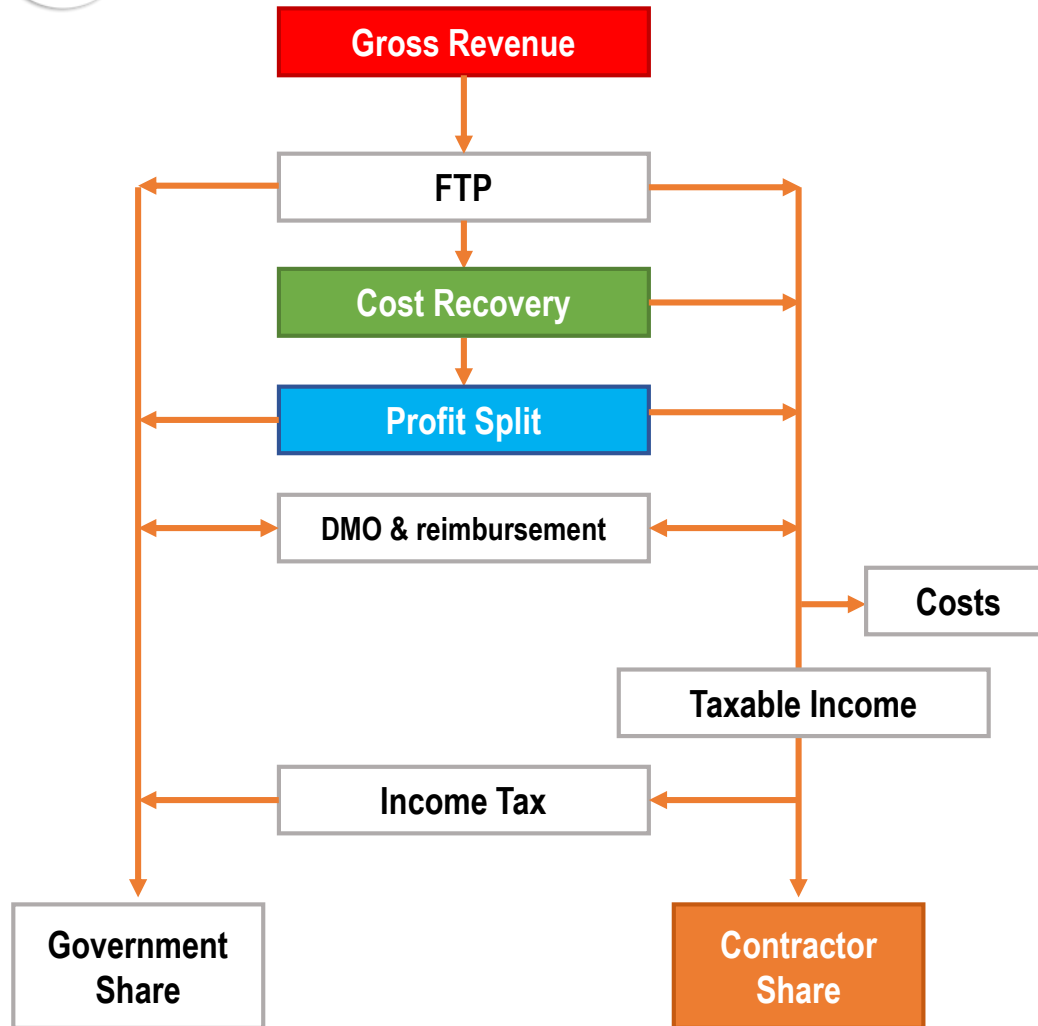 Gross Revenue
FTP
Cost Recovery
Profit Split
DMO & reimbursement
Costs
Taxable Income
Income Tax
Government
Share
Contractor
Share